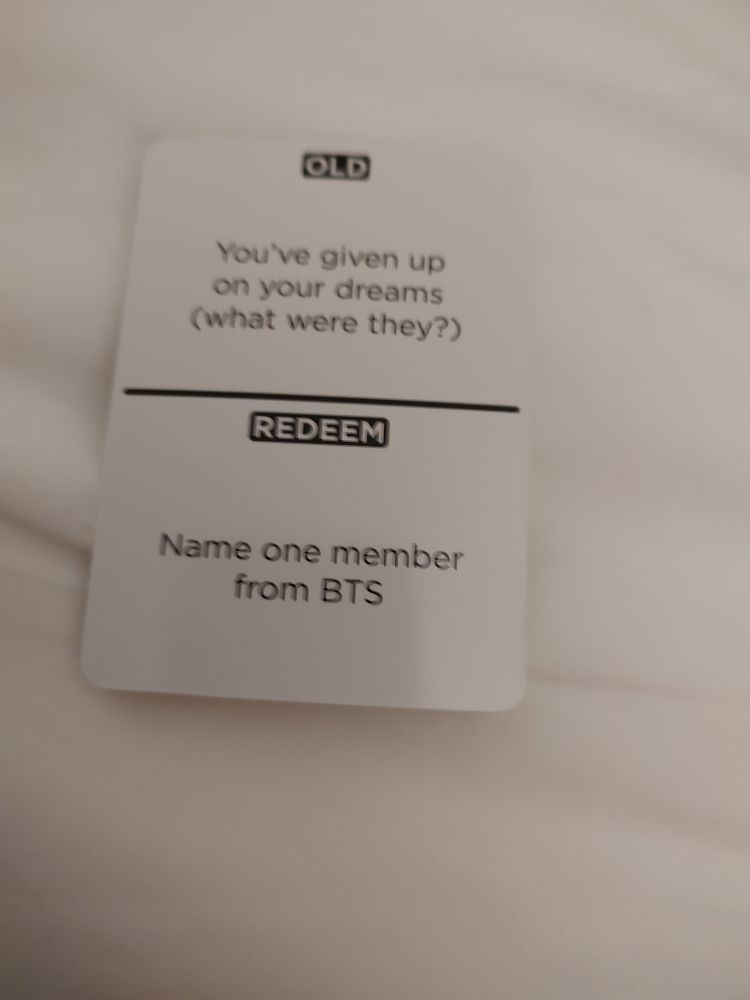 OLD
You've given up
on your dreams
(what were they?)
REDEEM
Name one member
from BTS